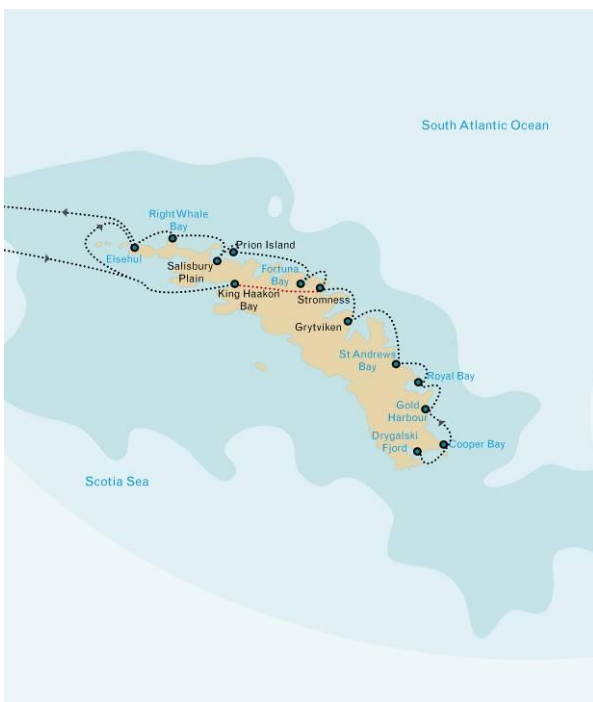 South Atlantic Ocean
Right Whale
Bay
Prion Island
Elsehul
Salisbury
Plain
Fortuna
Bay
King Haakon
Bay
Stromness
Grytviken
St Andrews
Bay
Royal Bay
Gold
Harbour
Drygalski
Fjord
Cooper Bay
Scotia Sea